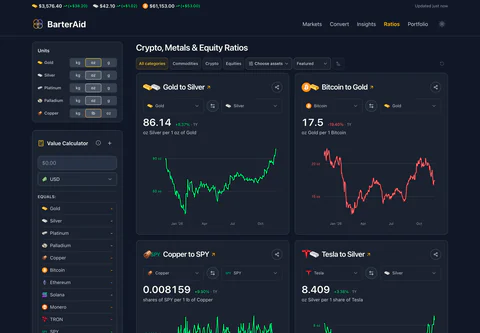 $3,576.40
$42.10
$61,153.00
Updated just now
BarterAid
Markets
Convert
Insights
Ratios
Portfolio
Units
Gold
kg
oz
g
Silver
kg
oz
g
Platinum
kg
oz
g
Palladium
kg
oz
g
Copper
kg
lb
oz
Value Calculator
$0.00
USD
EQUALS:
Gold
-
Silver
-
Platinum
-
Palladium
-
Copper
-
Bitcoin
-
Ethereum
-
Solana
-
Monero
-
TRON
-
SPY
Crypto, Metals & Equity Ratios
All categories
Commodities
Crypto
Equities
Choose assets
Featured
Gold to Silver
Gold
Silver
86.14
1Y
oz Silver per 1 oz of Gold
Jan '26
Apr
Jul
Oct
Bitcoin to Gold
Bitcoin
Gold
17.5
1Y
oz Gold per 1 Bitcoin
Apr
Jul
Oct
Copper to SPY
Copper
SPY
0.008159
1Y
shares of SPY per 1 lb of Copper
Tesla to Silver
Tesla
Silver
8.409
1Y
oz Silver per 1 share of Tesla